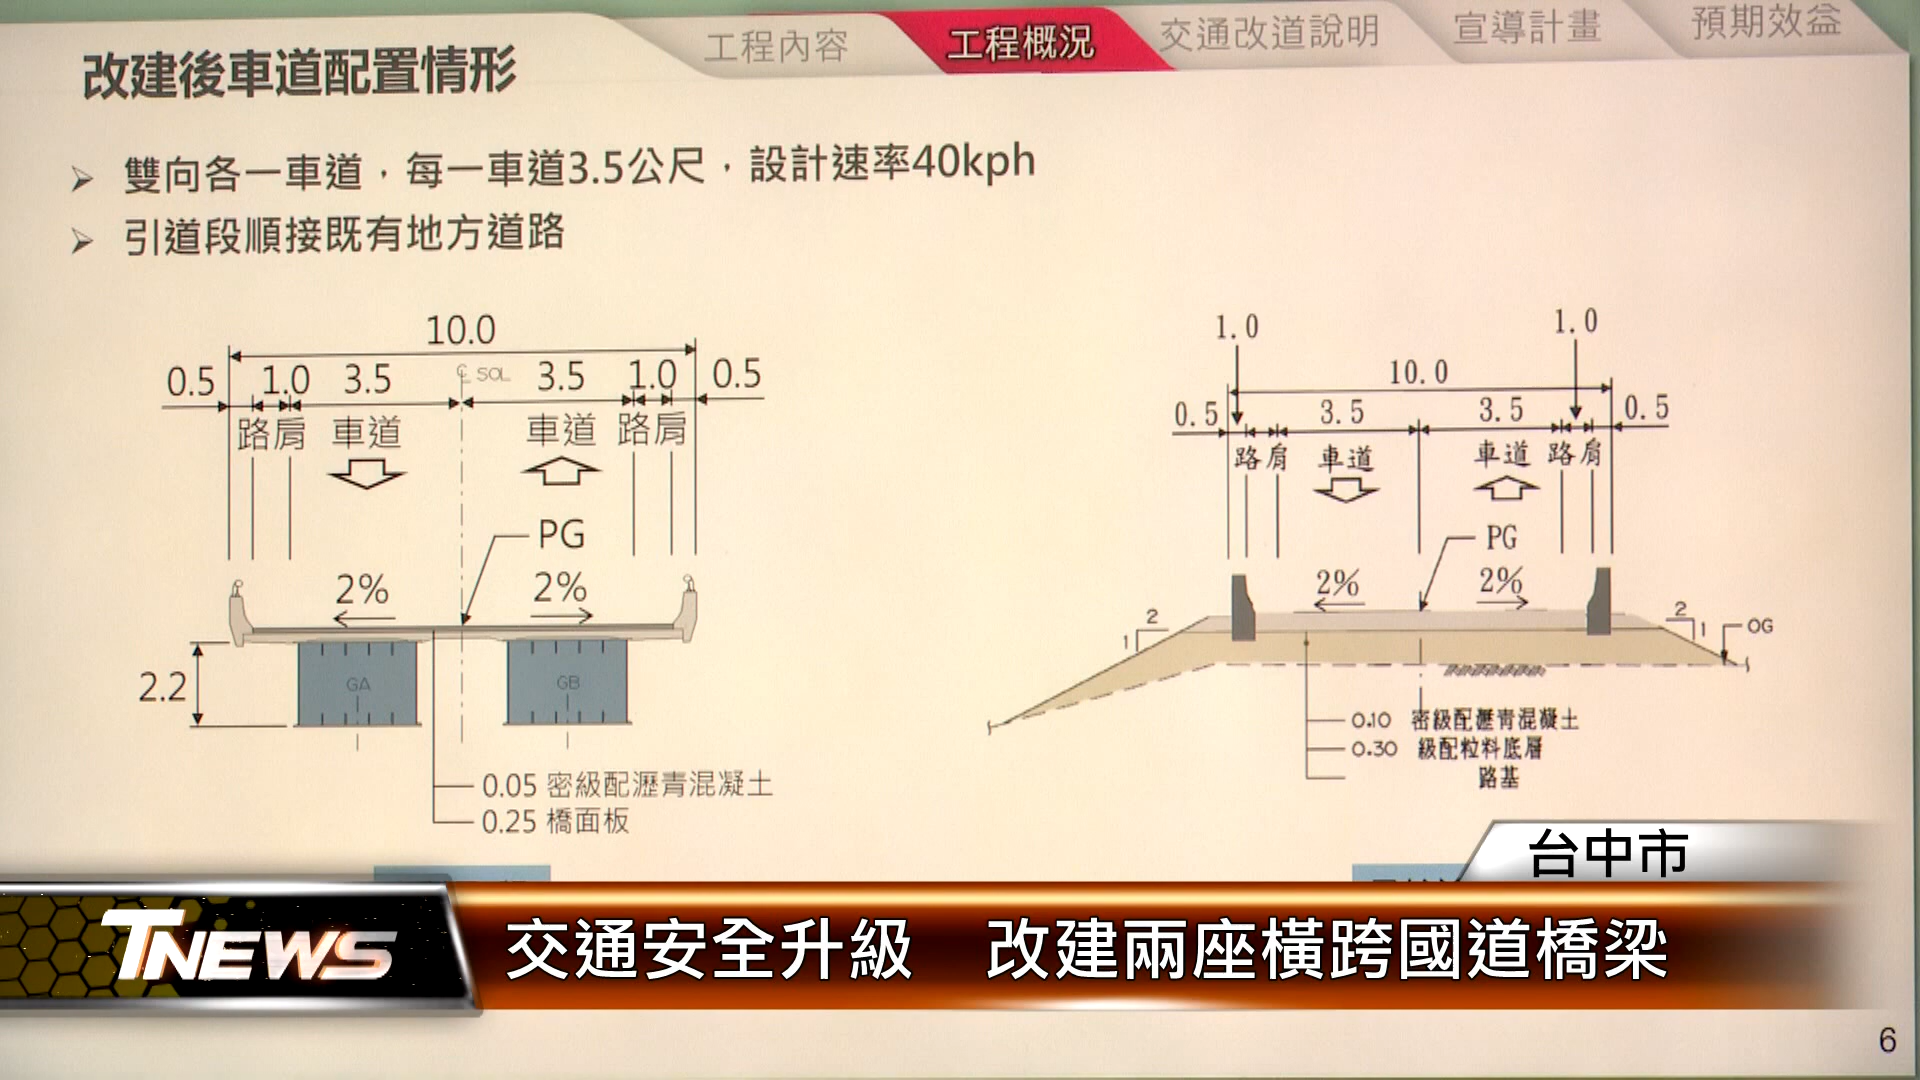 工程內容
工程概況
交通改道說明
宣導計畫
預期效益
改建後車道配置情形
雙向各一車道，每一車道3.5公尺，設計速率40kph
引道段順接既有地方道路
10.0
0.5 1.0 3.5 ℄ SOL 3.5 1.0 0.5
路肩 車道 車道 路肩
PG
2% 2%
2.2
GA GB
0.05 密級配瀝青混凝土
0.25 橋面板
1.0 1.0
10.0
0.5 3.5 3.5 0.5
路肩 車道 車道 路肩
PG
2% 2%
2
1
2
1
OG
0.10 密級配瀝青混凝土
0.30 級配粒料底層
路基
台中市
TNEWS
交通安全升級 改建兩座橫跨國道橋梁
6